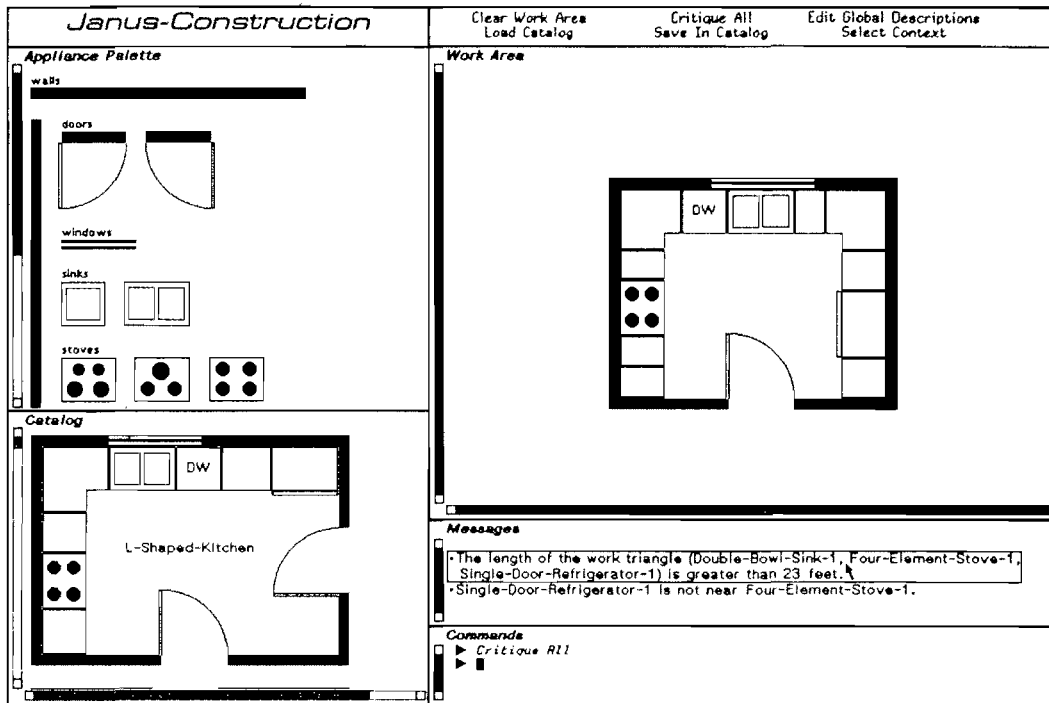 Janus-Construction
Clear Work Area
Critique All
Edit Global Descriptions
Load Catalog
Save In Catalog
Select Context
Appliance Palette
walls
doors
windows
sinks
stoves
Work Area
DW
Catalog
DW
L-Shaped-Kitchen
Messages
•The length of the work triangle (Double-Bowl-Sink-1, Four-Element-Stove-1,
Single-Door-Refrigerator-1) is greater than 23 feet.
•Single-Door-Refrigerator-1 is not near Four-Element-Stove-1.
Commands
Critique All